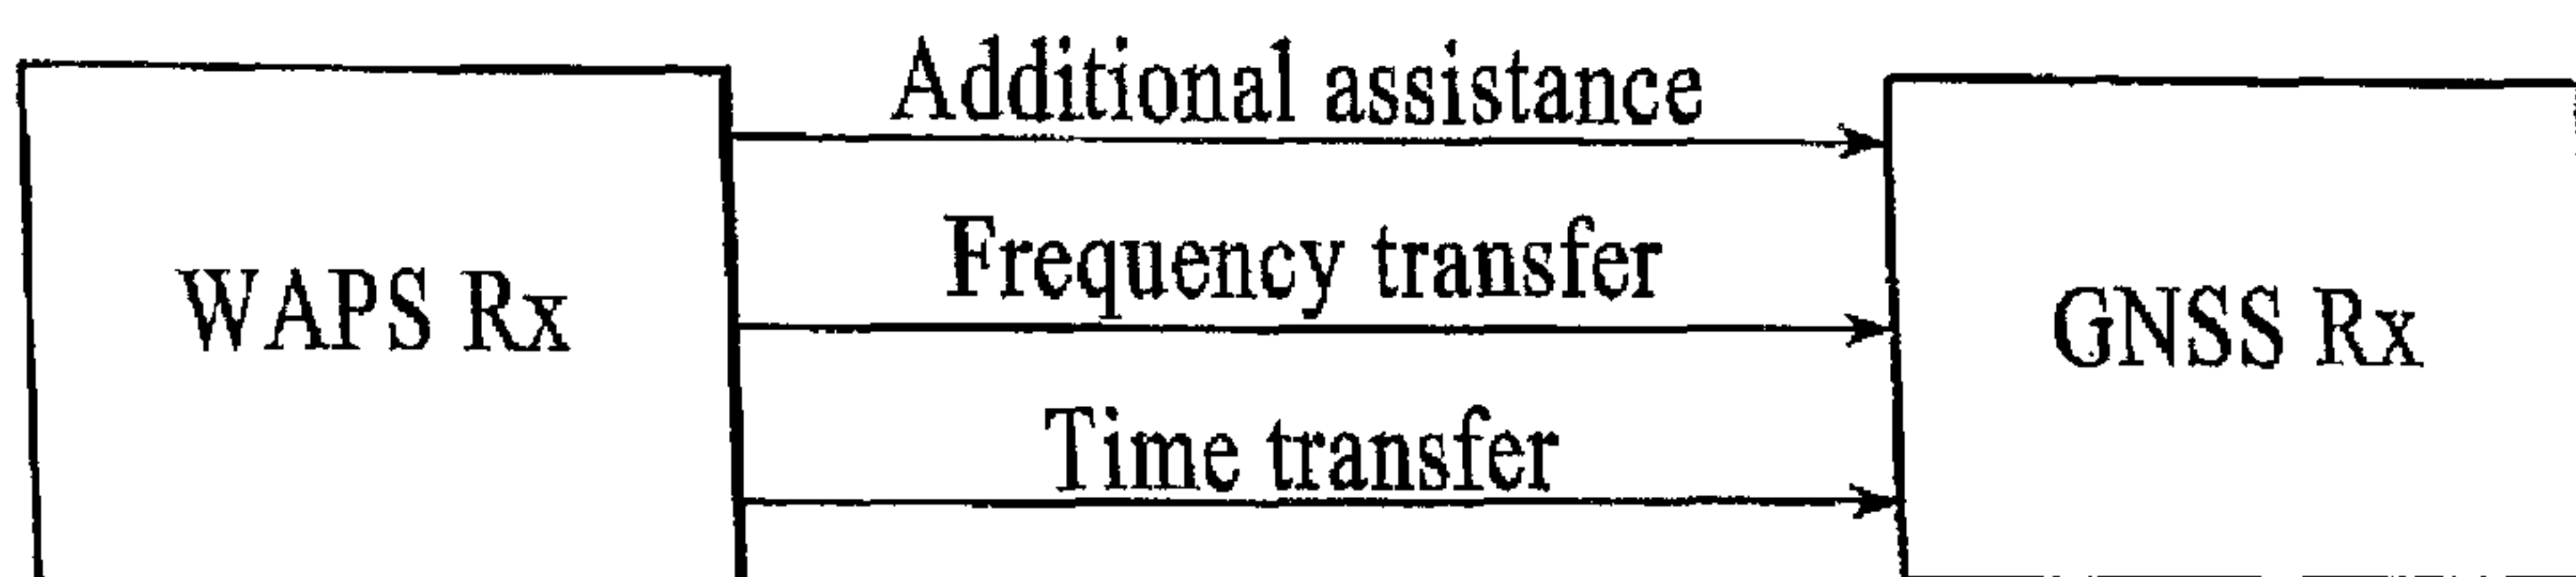 Additional assistance
Frequency transfer
WAPS Rx
GNSS Rx
Time transfer